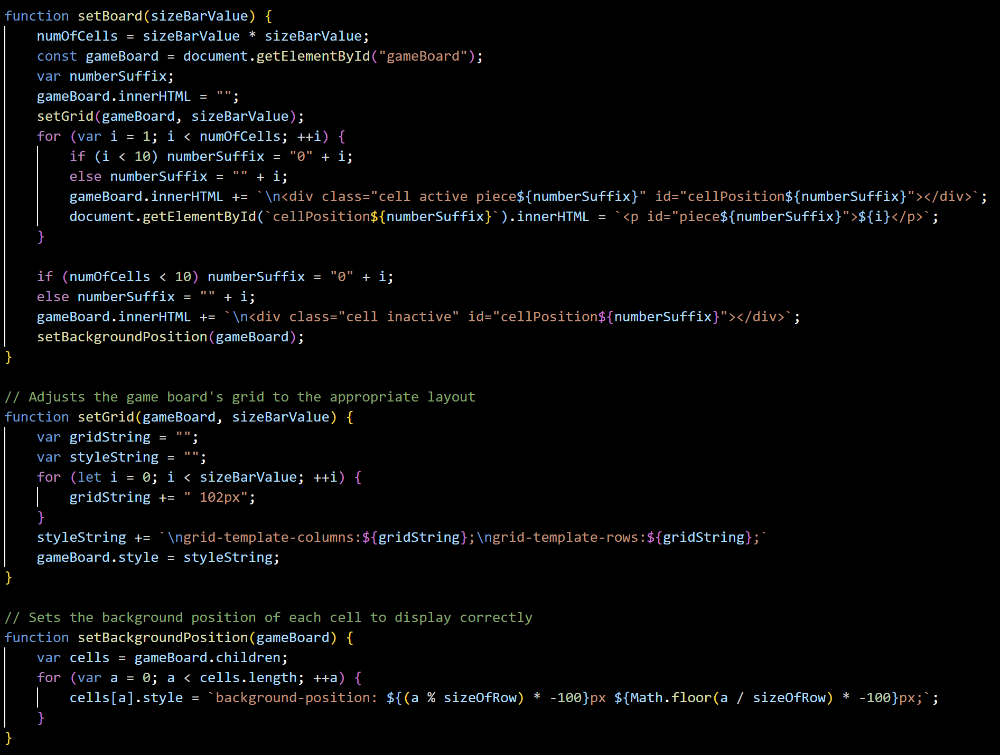 function setBoard(sizeBarValue) {
    numOfCells = sizeBarValue * sizeBarValue;
    const gameBoard = document.getElementById("gameBoard");
    var numberSuffix;
    gameBoard.innerHTML = "";
    setGrid(gameBoard, sizeBarValue);
    for (var i = 1; i < numOfCells; ++i) {
        if (i < 10) numberSuffix = "0" + i;
        else numberSuffix = "" + i;
        gameBoard.innerHTML += `\n<div class="cell active piece${numberSuffix}" id="cellPosition${numberSuffix}"></div>`;
        document.getElementById(`cellPosition${numberSuffix}`).innerHTML = `<p id="piece${numberSuffix}">${i}</p>`;
    }

    if (numOfCells < 10) numberSuffix = "0" + i;
    else numberSuffix = "" + i;
    gameBoard.innerHTML += `\n<div class="cell inactive" id="cellPosition${numberSuffix}"></div>`;
    setBackgroundPosition(gameBoard);
}

// Adjusts the game board's grid to the appropriate layout
function setGrid(gameBoard, sizeBarValue) {
    var gridString = "";
    var styleString = "";
    for (let i = 0; i < sizeBarValue; ++i) {
        gridString += " 102px";
    }
    styleString += `\ngrid-template-columns:${gridString};\ngrid-template-rows:${gridString};`
    gameBoard.style = styleString;
}

// Sets the background position of each cell to display correctly
function setBackgroundPosition(gameBoard) {
    var cells = gameBoard.children;
    for (var a = 0; a < cells.length; ++a) {
        cells[a].style = `background-position: ${(a % sizeOfRow) * -100}px ${Math.floor(a / sizeOfRow) * -100}px;`;
    }
}